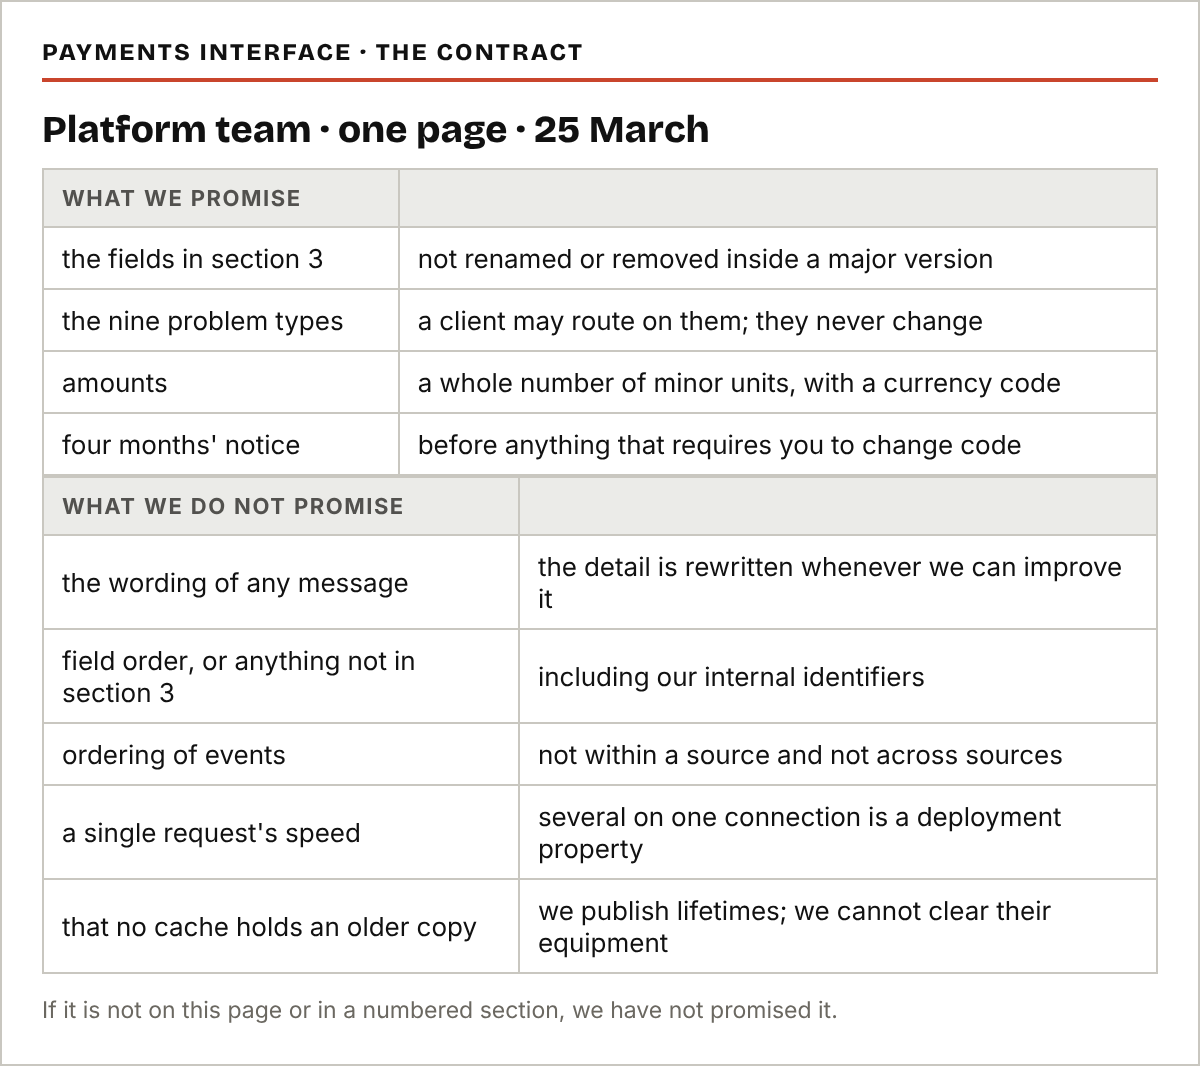 PAYMENTS INTERFACE · THE CONTRACT
Platform team · one page · 25 March
WHAT WE PROMISE
the fields in section 3
not renamed or removed inside a major version
the nine problem types
a client may route on them; they never change
amounts
a whole number of minor units, with a currency code
four months' notice
before anything that requires you to change code
WHAT WE DO NOT PROMISE
the wording of any message
the detail is rewritten whenever we can improve
it
field order, or anything not in
section 3
including our internal identifiers
ordering of events
not within a source and not across sources
a single request's speed
several on one connection is a deployment
property
that no cache holds an older copy
we publish lifetimes; we cannot clear their
equipment
If it is not on this page or in a numbered section, we have not promised it.